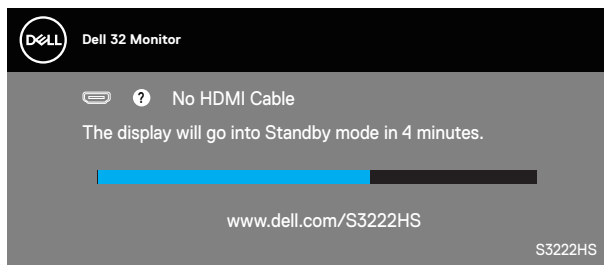 DELL
Dell 32 Monitor
? No HDMI Cable
The display will go into Standby mode in 4 minutes.
www.dell.com/S3222HS
S3222HS